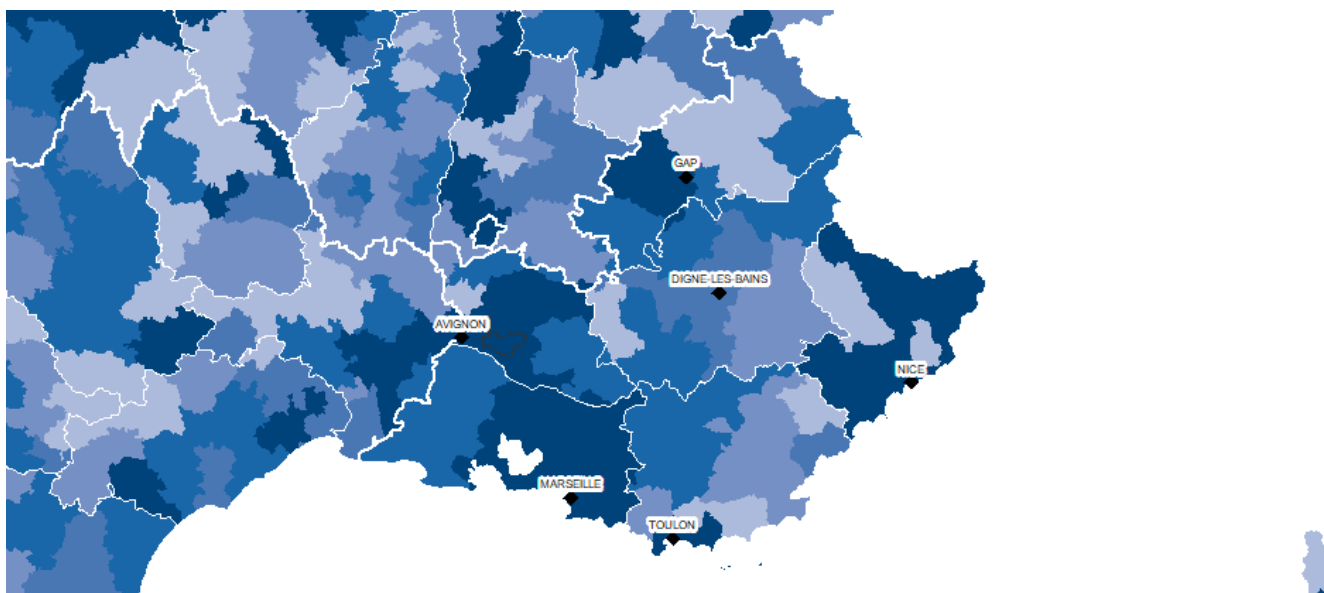 GAP
DIGNE-LES-BAINS
AVIGNON
NICE
MARSEILLE
TOULON